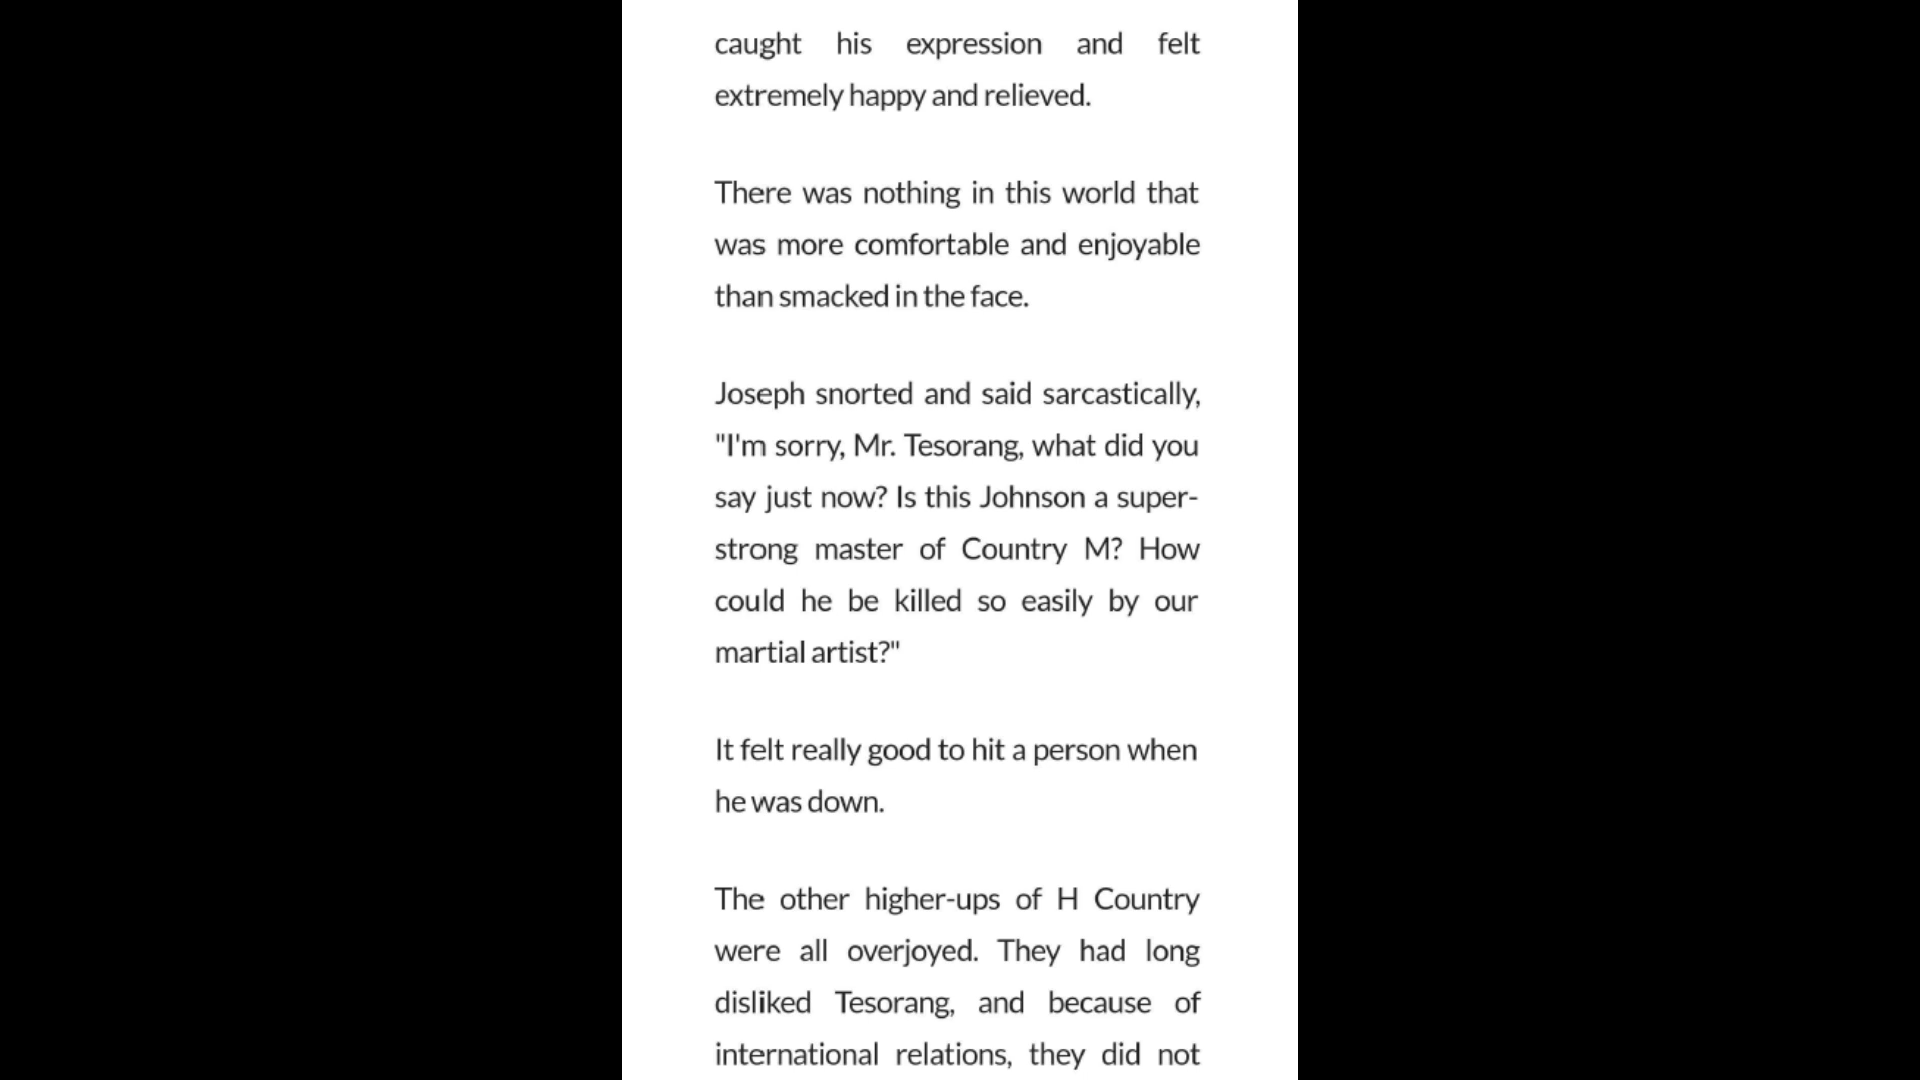 caught his expression and felt
extremely happy and relieved.
There was nothing in this world that
was more comfortable and enjoyable
than smacked in the face.
Joseph snorted and said sarcastically,
"I'm sorry, Mr. Tesorang, what did you
say just now? Is this Johnson a super-
strong master of Country M? How
could he be killed so easily by our
martial artist?"
It felt really good to hit a person when
he was down.
The other higher-ups of H Country
were all overjoyed. They had long
disliked Tesorang, and because of
international relations, they did not